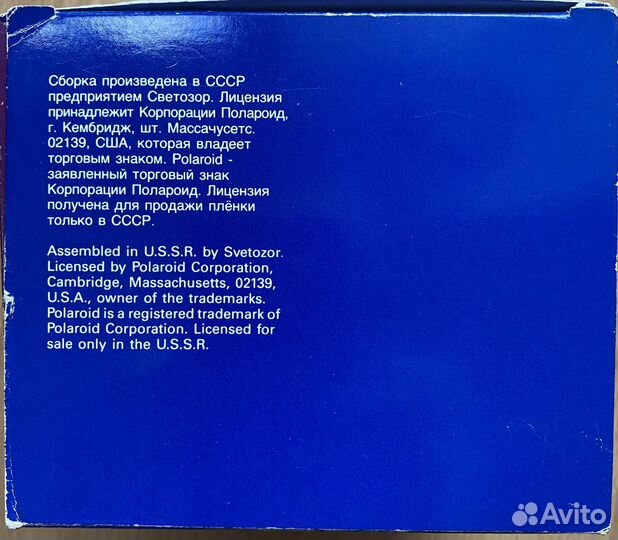 Сборка произведена в СССР
предприятием Светозор. Лицензия
принадлежит Корпорации Полароид,
г. Кембридж, шт. Массачусетс.
02139, США, которая владеет
торговым знаком. Polaroid -
заявленный торговый знак
Корпорации Полароид. Лицензия
получена для продажи плёнки
только в СССР.
Assembled in U.S.S.R. by Svetozor.
Licensed by Polaroid Corporation,
Cambridge, Massachusetts, 02139,
U.S.A., owner of the trademarks.
Polaroid is a registered trademark of
Polaroid Corporation. Licensed for
sale only in the U.S.S.R.
Avito